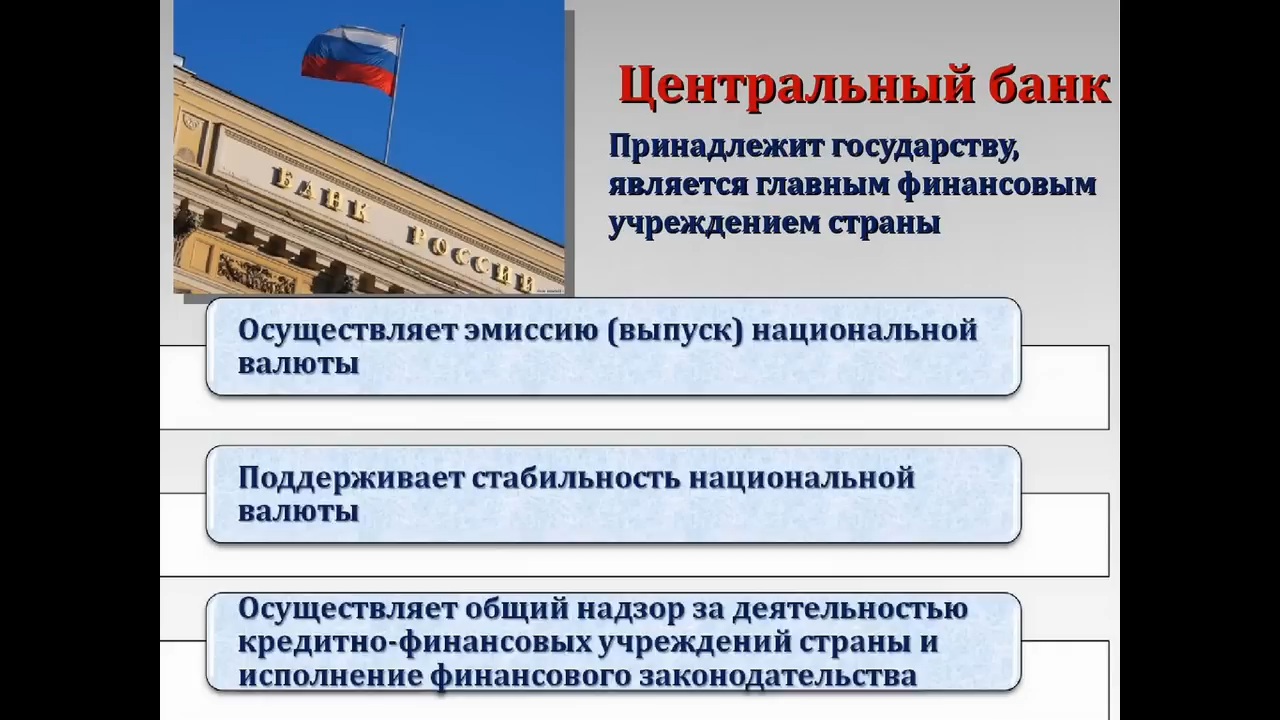 БАНК РОССИИ
Центральный банк
Принадлежит государству,
является главным финансовым
учреждением страны
Осуществляет эмиссию (выпуск) национальной
валюты
Поддерживает стабильность национальной
валюты
Осуществляет общий надзор за деятельностью
кредитно-финансовых учреждений страны и
исполнение финансового законодательства